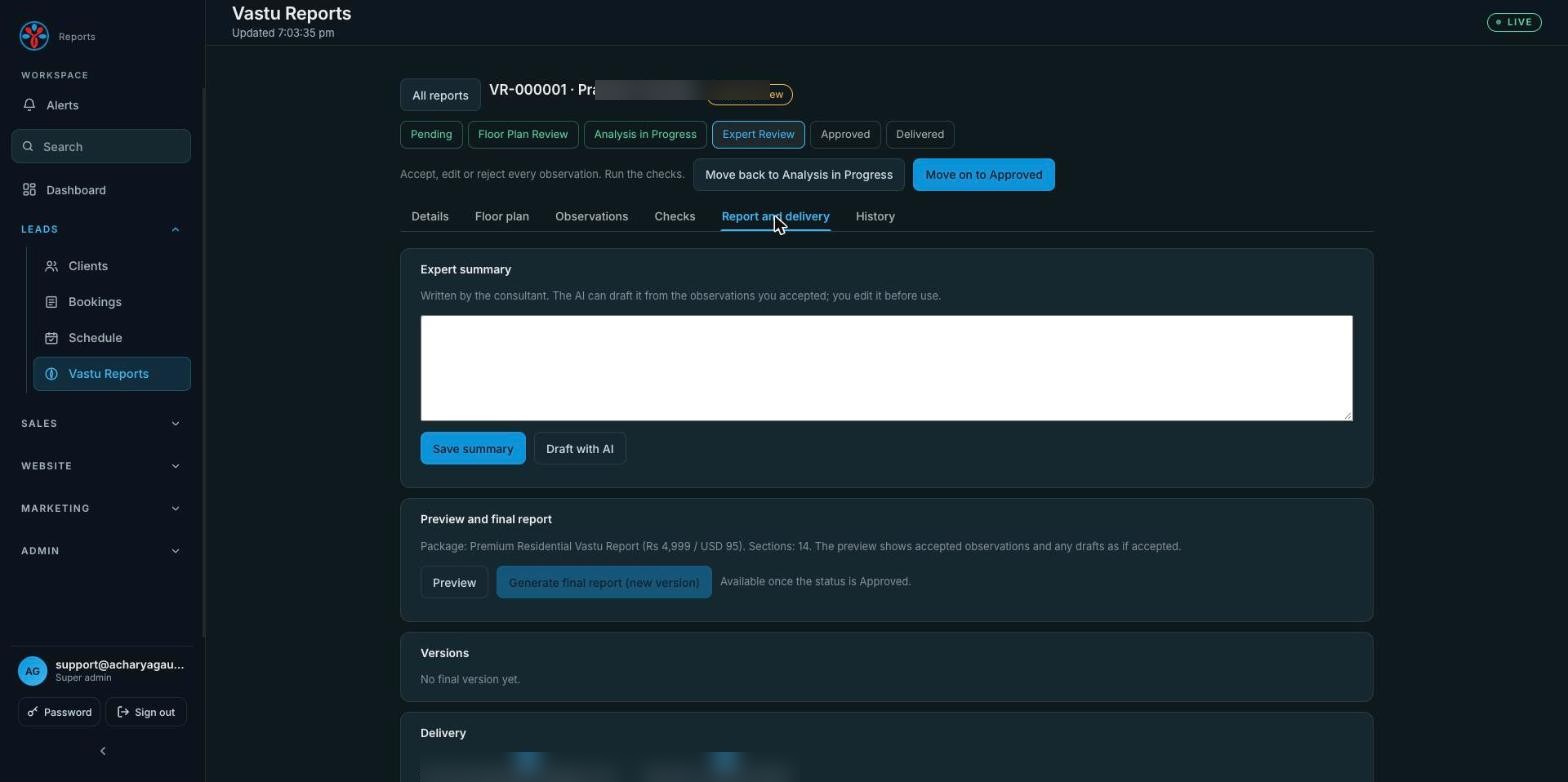 Vastu Reports
Updated 7:03:35 pm
LIVE
Reports
WORKSPACE
Alerts
Search
Dashboard
LEADS
Clients
Bookings
Schedule
Vastu Reports
SALES
WEBSITE
MARKETING
ADMIN
AG
support@acharyagau...
Super admin
Password
Sign out
All reports
VR-000001 ·
Pending
Floor Plan Review
Analysis in Progress
Expert Review
Approved
Delivered
Accept, edit or reject every observation. Run the checks.
Move back to Analysis in Progress
Move on to Approved
Details
Floor plan
Observations
Checks
Report and delivery
History
Expert summary
Written by the consultant. The AI can draft it from the observations you accepted; you edit it before use.
Save summary
Draft with AI
Preview and final report
Package: Premium Residential Vastu Report (Rs 4,999 / USD 95). Sections: 14. The preview shows accepted observations and any drafts as if accepted.
Preview
Generate final report (new version)
Available once the status is Approved.
Versions
No final version yet.
Delivery